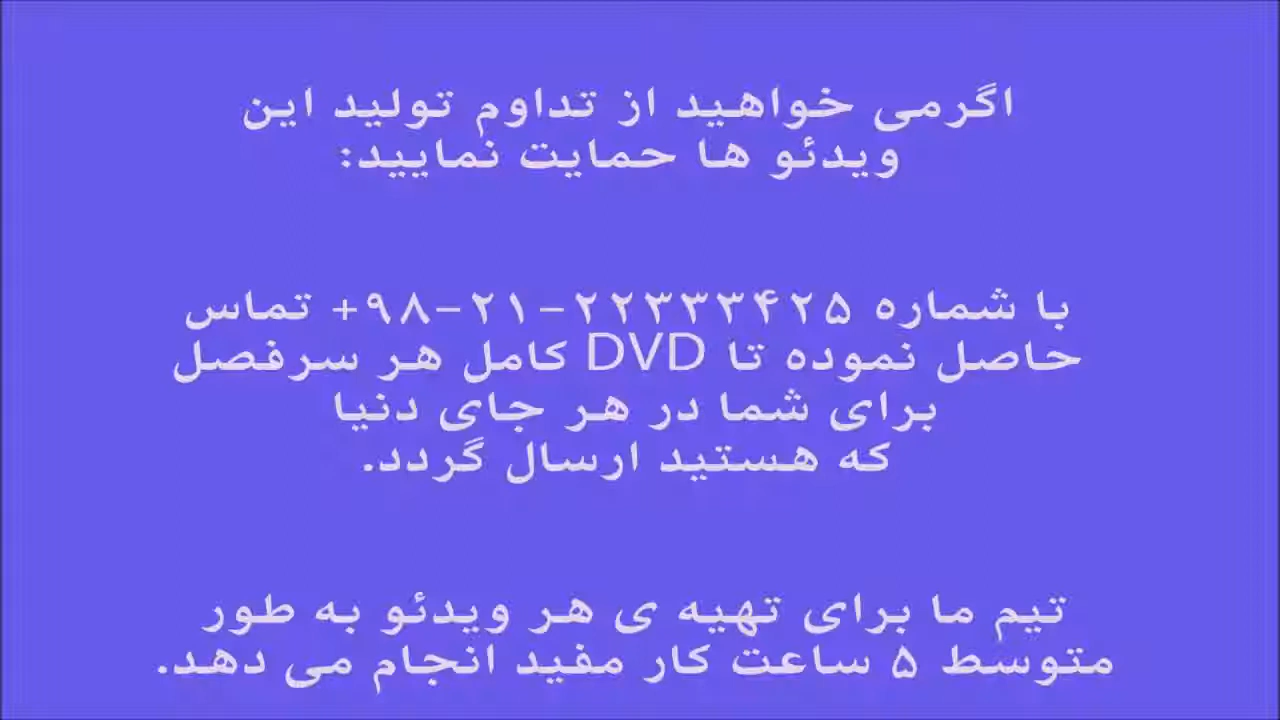 اگرمی خواهید از تداوم تولید این
ویدئو ها حمایت نمایید:
با شماره ۲۲۳۳۳۴۲۵-۲۱-۹۸+ تماس
حاصل نموده تا DVD کامل هر سرفصل
برای شما در هر جای دنیا
که هستید ارسال گردد.
تیم ما برای تهیه ی هر ویدئو به طور
متوسط ۵ ساعت کار مفید انجام می دهد.